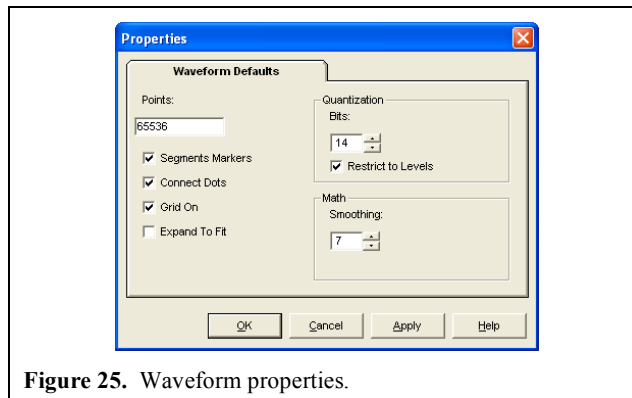 Properties
Waveform Defaults
Points:
65536
Segments Markers
Connect Dots
Grid On
Expand To Fit
Quantization
Bits:
14
Restrict to Levels
Math
Smoothing:
7
OK
Cancel
Apply
Help
Figure 25. Waveform properties.